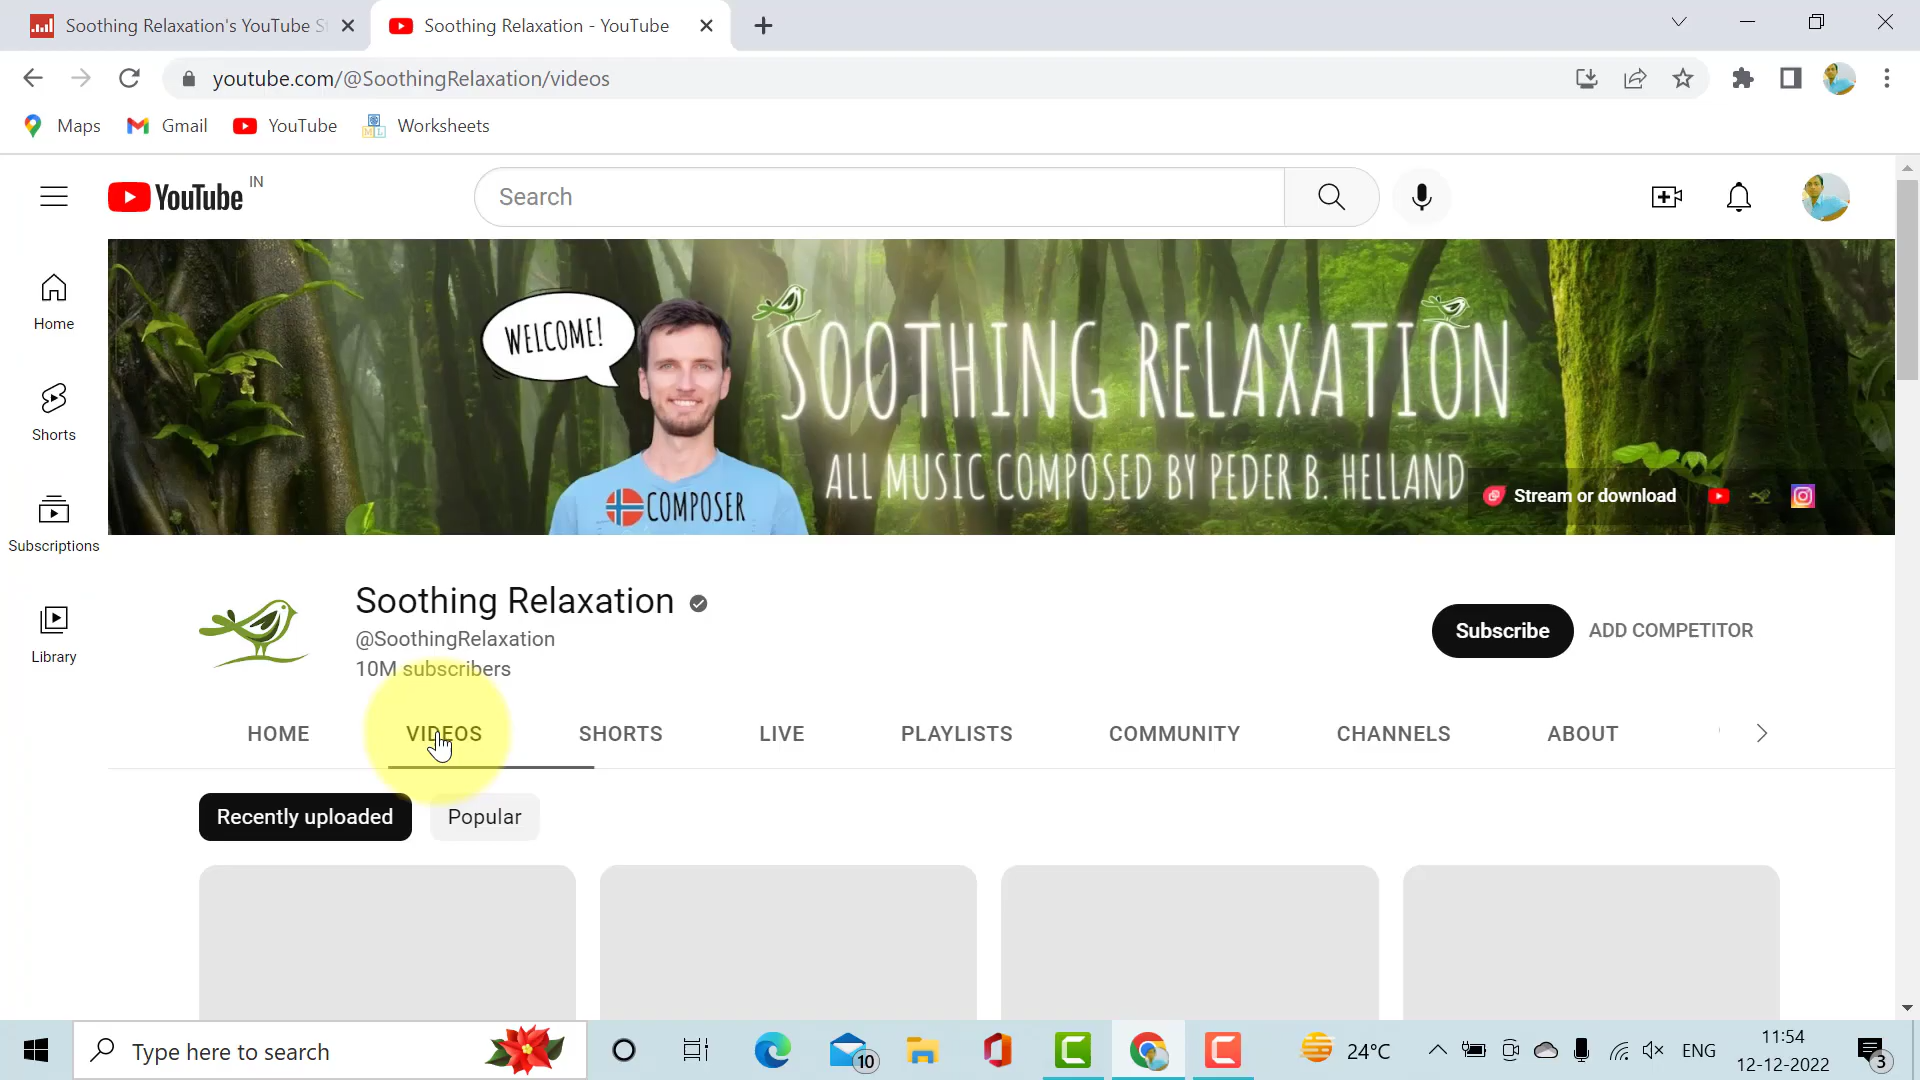 Soothing Relaxation's YouTube S
Soothing Relaxation - YouTube
youtube.com/@SoothingRelaxation/videos
Maps
Gmail
YouTube
Worksheets
YouTube IN
Search
Home
Shorts
Subscriptions
Library
WELCOME!
COMPOSER
SOOTHING RELAXATION
ALL MUSIC COMPOSED BY PEDER B. HELLAND
Stream or download
Soothing Relaxation
@SoothingRelaxation
10M subscribers
Subscribe
ADD COMPETITOR
HOME
VIDEOS
SHORTS
LIVE
PLAYLISTS
COMMUNITY
CHANNELS
ABOUT
Recently uploaded
Popular
Type here to search
10
24°C
ENG
11:54
12-12-2022
3